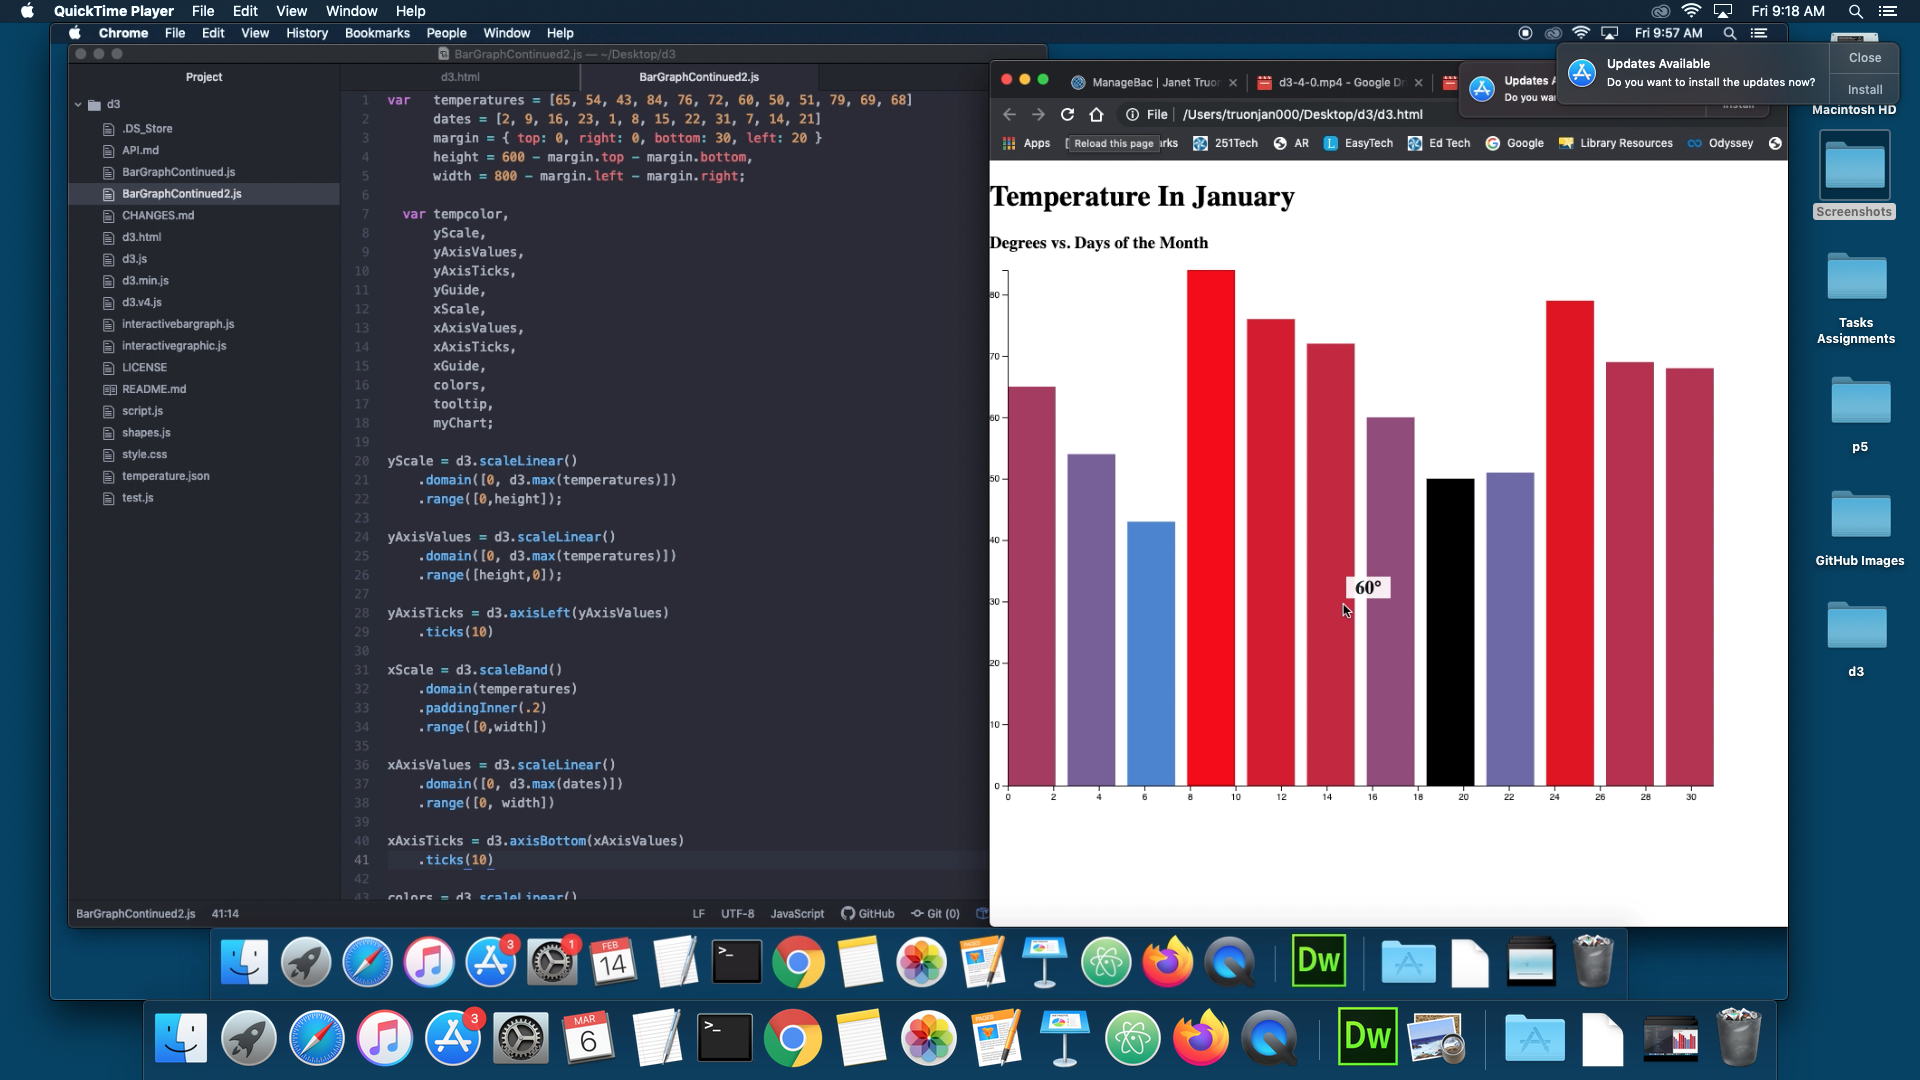 QuickTime Player File Edit View Window Help Fri 9:18 AM
Chrome File Edit View History Bookmarks People Window Help Fri 9:57 AM
BarGraphContinued2.js — ~/Desktop/d3
Project
d3.html
BarGraphContinued2.js
d3
.DS_Store
API.md
BarGraphContinued.js
BarGraphContinued2.js
CHANGES.md
d3.html
d3.js
d3.min.js
d3.v4.js
interactivebargraph.js
interactivegraphic.js
LICENSE
README.md
script.js
shapes.js
style.css
temperature.json
test.js
1 var temperatures = [65, 54, 43, 84, 76, 72, 60, 50, 51, 79, 69, 68]
2 dates = [2, 9, 16, 23, 1, 8, 15, 22, 31, 7, 14, 21]
3 margin = { top: 0, right: 0, bottom: 30, left: 20 }
4 height = 600 - margin.top - margin.bottom,
5 width = 800 - margin.left - margin.right;
6
7 var tempcolor,
8 yScale,
9 yAxisValues,
10 yAxisTicks,
11 yGuide,
12 xScale,
13 xAxisValues,
14 xAxisTicks,
15 xGuide,
16 colors,
17 tooltip,
18 myChart;
19
20 yScale = d3.scaleLinear()
21 .domain([0, d3.max(temperatures)])
22 .range([0,height]);
23
24 yAxisValues = d3.scaleLinear()
25 .domain([0, d3.max(temperatures)])
26 .range([height,0]);
27
28 yAxisTicks = d3.axisLeft(yAxisValues)
29 .ticks(10)
30
31 xScale = d3.scaleBand()
32 .domain(temperatures)
33 .paddingInner(.2)
34 .range([0,width])
35
36 xAxisValues = d3.scaleLinear()
37 .domain([0, d3.max(dates)])
38 .range([0, width])
39
40 xAxisTicks = d3.axisBottom(xAxisValues)
41 .ticks(10)
42
43 colors = d3.scaleLinear()
BarGraphContinued2.js 41:14 LF UTF-8 JavaScript GitHub Git (0)
ManageBac | Janet Truon
d3-4-0.mp4 - Google Dr
Updates A
Do you wan
Updates Available
Do you want to install the updates now?
Close
Install
File | /Users/truonjan000/Desktop/d3/d3.html
Apps
Reload this page
rks 251Tech AR EasyTech Ed Tech Google Library Resources Odyssey
Temperature In January
Degrees vs. Days of the Month
80
70
60
50
40
30
20
10
0
60°
0 2 4 6 8 10 12 14 16 18 20 22 24 26 28 30
Macintosh HD
Screenshots
Tasks
Assignments
p5
GitHub Images
d3
3
1
FEB
14
PAGES
Dw
3
MAR
6
PAGES
Dw